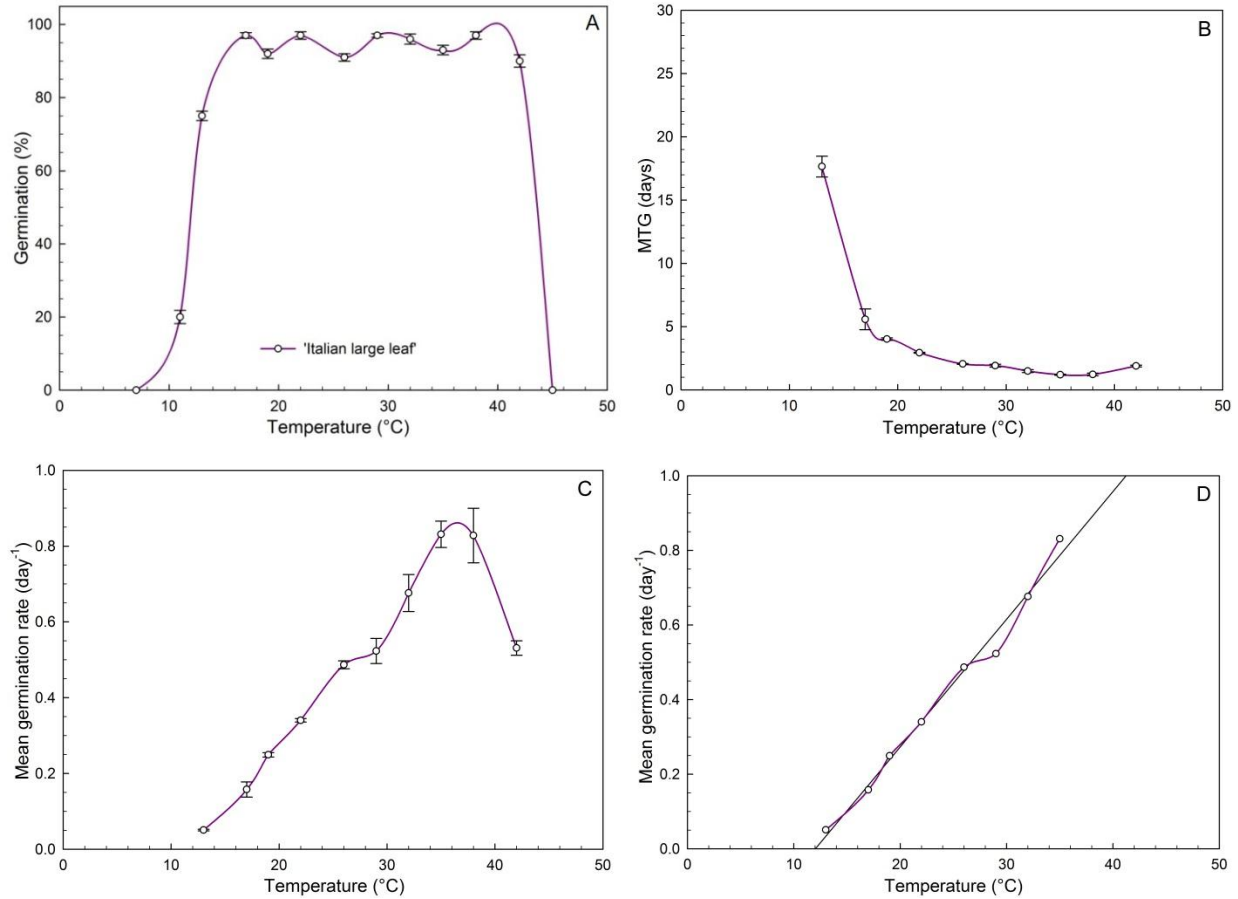 A
100
80
60
40
20
0
Germination (%)
'Italian large leaf'
0 10 20 30 40 50
Temperature (°C)
B
30
25
20
15
10
5
0
MTG (days)
0 10 20 30 40 50
Temperature (°C)
C
1.0
0.8
0.6
0.4
0.2
0.0
Mean germination rate (day⁻¹)
0 10 20 30 40 50
Temperature (°C)
D
1.0
0.8
0.6
0.4
0.2
0.0
Mean germination rate (day⁻¹)
0 10 20 30 40 50
Temperature (°C)